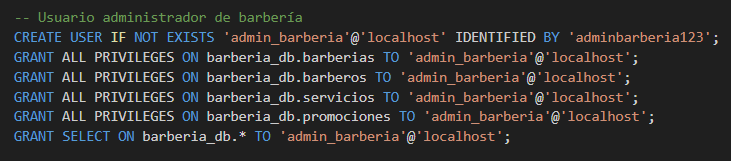 -- Usuario administrador de barbería
CREATE USER IF NOT EXISTS 'admin_barberia'@'localhost' IDENTIFIED BY 'adminbarberia123';
GRANT ALL PRIVILEGES ON barberia_db.barberias TO 'admin_barberia'@'localhost';
GRANT ALL PRIVILEGES ON barberia_db.barberos TO 'admin_barberia'@'localhost';
GRANT ALL PRIVILEGES ON barberia_db.servicios TO 'admin_barberia'@'localhost';
GRANT ALL PRIVILEGES ON barberia_db.promociones TO 'admin_barberia'@'localhost';
GRANT SELECT ON barberia_db.* TO 'admin_barberia'@'localhost';